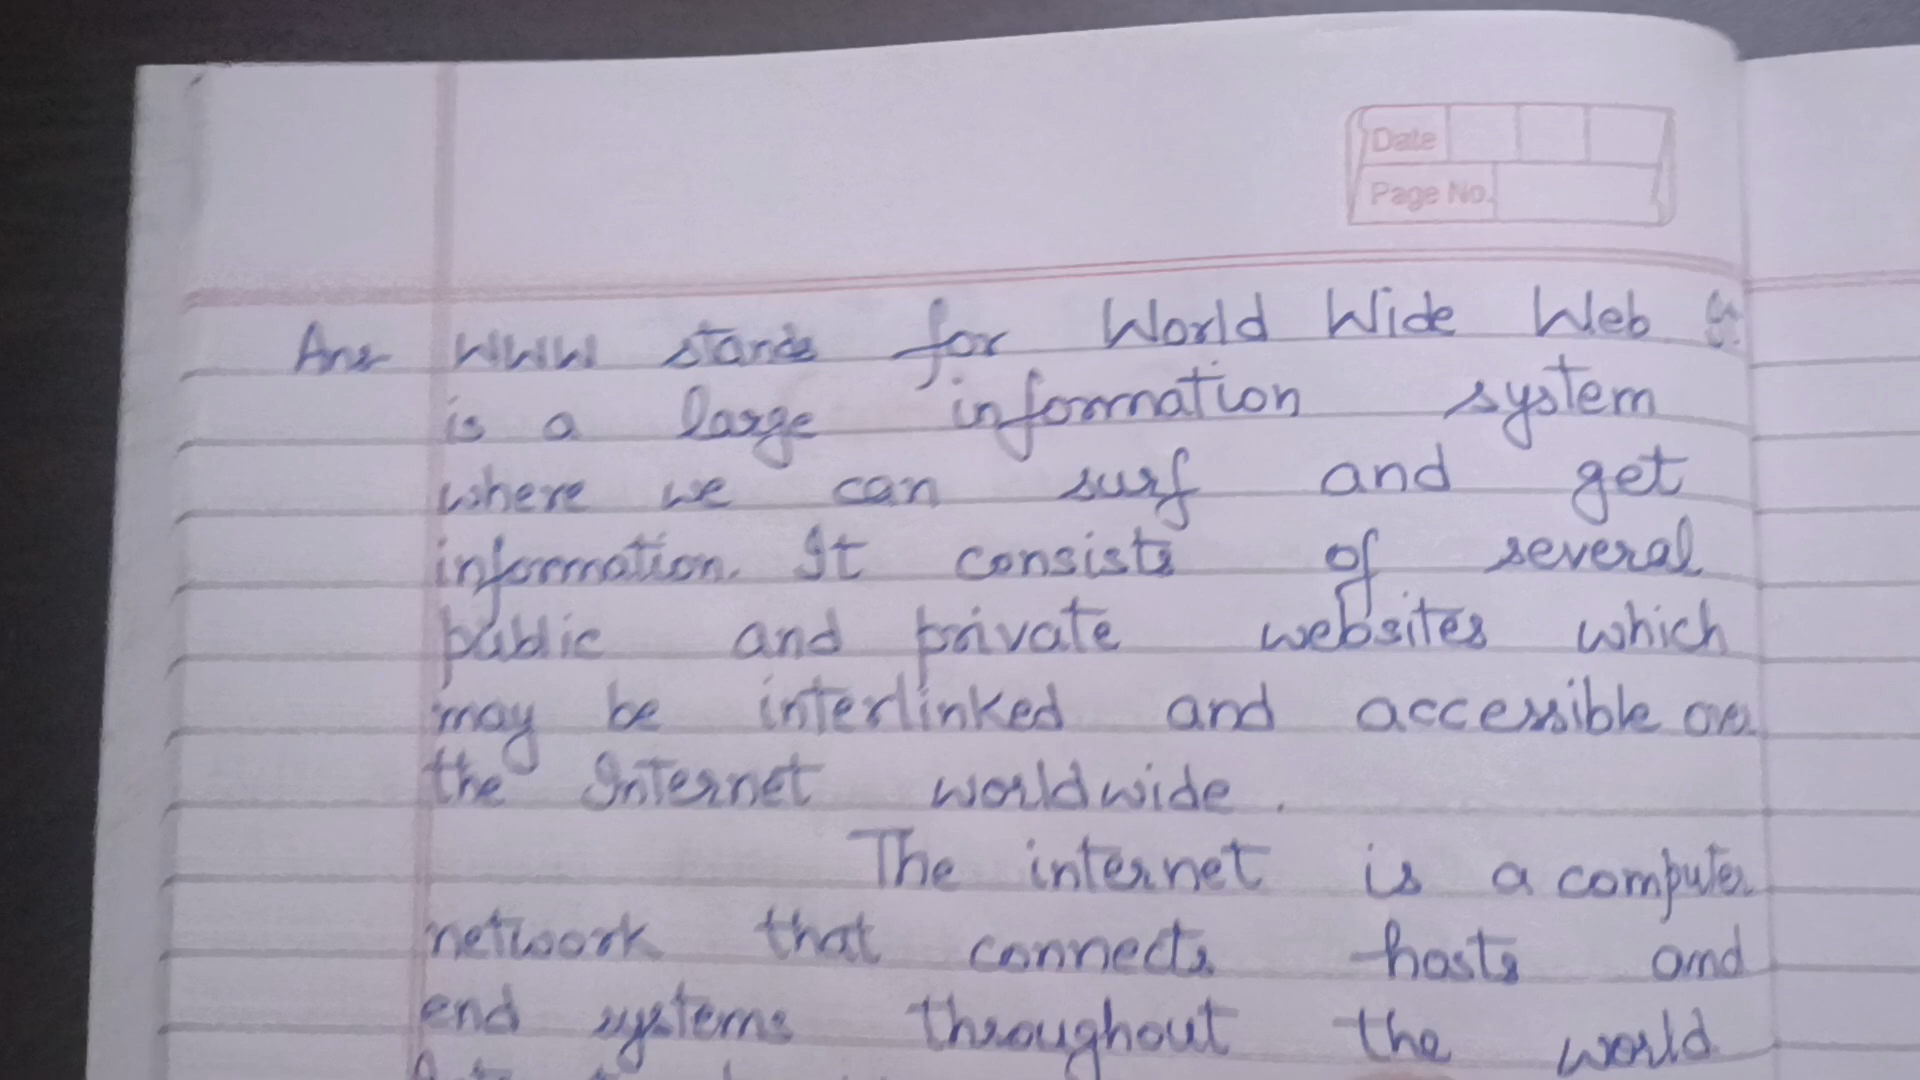 Date
Page No.
Ans WWW stands for World Wide Web
is a large information system
where we can surf and get
information. It consists of several
public and private websites which
may be interlinked and accessible over
the Internet worldwide.
The internet is a computer
network that connects hosts and
end systems throughout the world